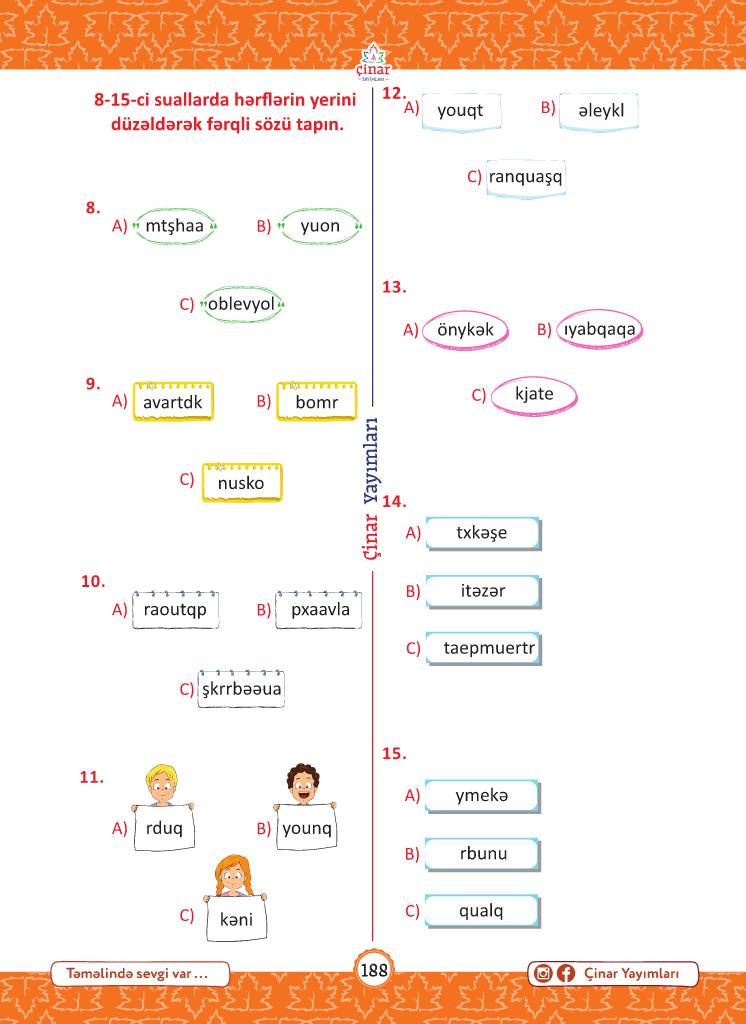 çinar
YAYIMLARI
8-15-ci suallarda hərflərin yerini
düzəldərək fərqli sözü tapın.
8.
A) mtşhaa
B) yuon
C) oblevyol
9.
A) avartdk
B) bomr
C) nusko
10.
A) raoutqp
B) pxaavla
C) şkrrbəəua
11.
A) rduq
B) younq
C) kəni
Çinar Yayımları
12.
A) youqt
B) əleykl
C) ranquaşq
13.
A) önykək
B) ıyabqaqa
C) kjate
14.
A) txkəşe
B) itəzər
C) taepmuertr
15.
A) ymekə
B) rbunu
C) qualq
Təməlində sevgi var ...
188
Çinar Yayımları